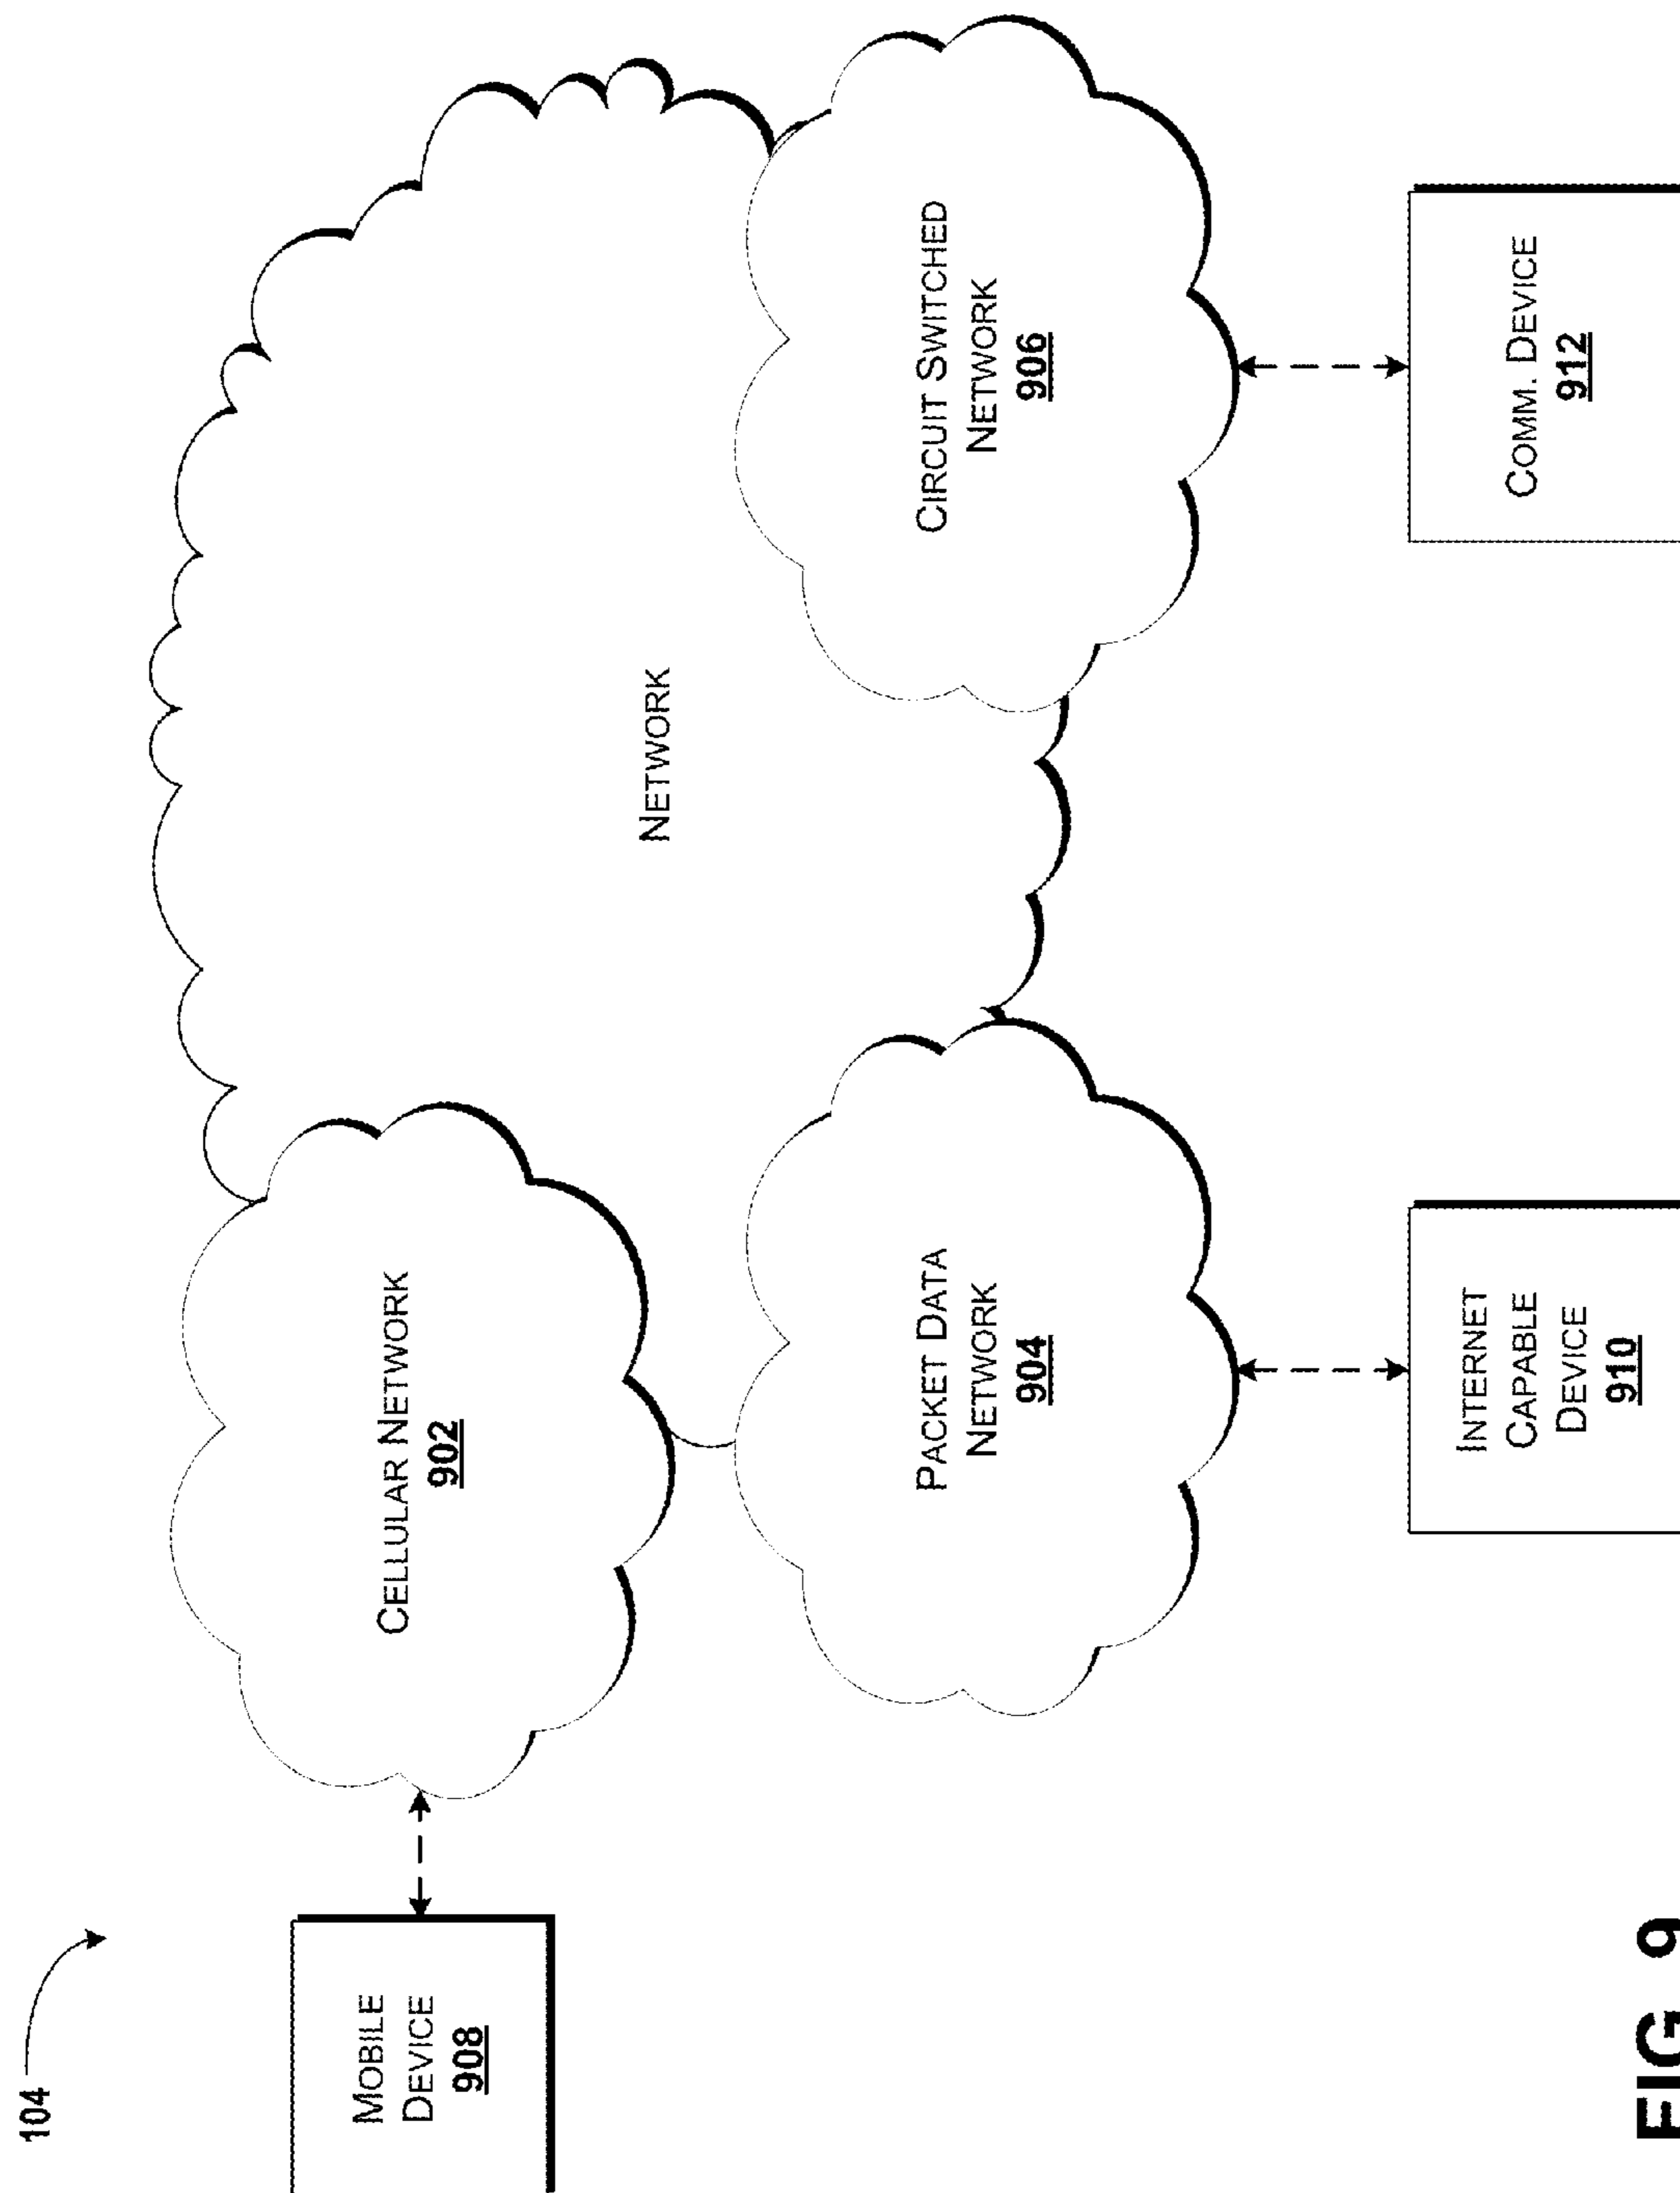 104
MOBILE
DEVICE
908
CELLULAR NETWORK
902
NETWORK
PACKET DATA
NETWORK
904
CIRCUIT SWITCHED
NETWORK
906
INTERNET
CAPABLE
DEVICE
910
COMM. DEVICE
912
FIG 9